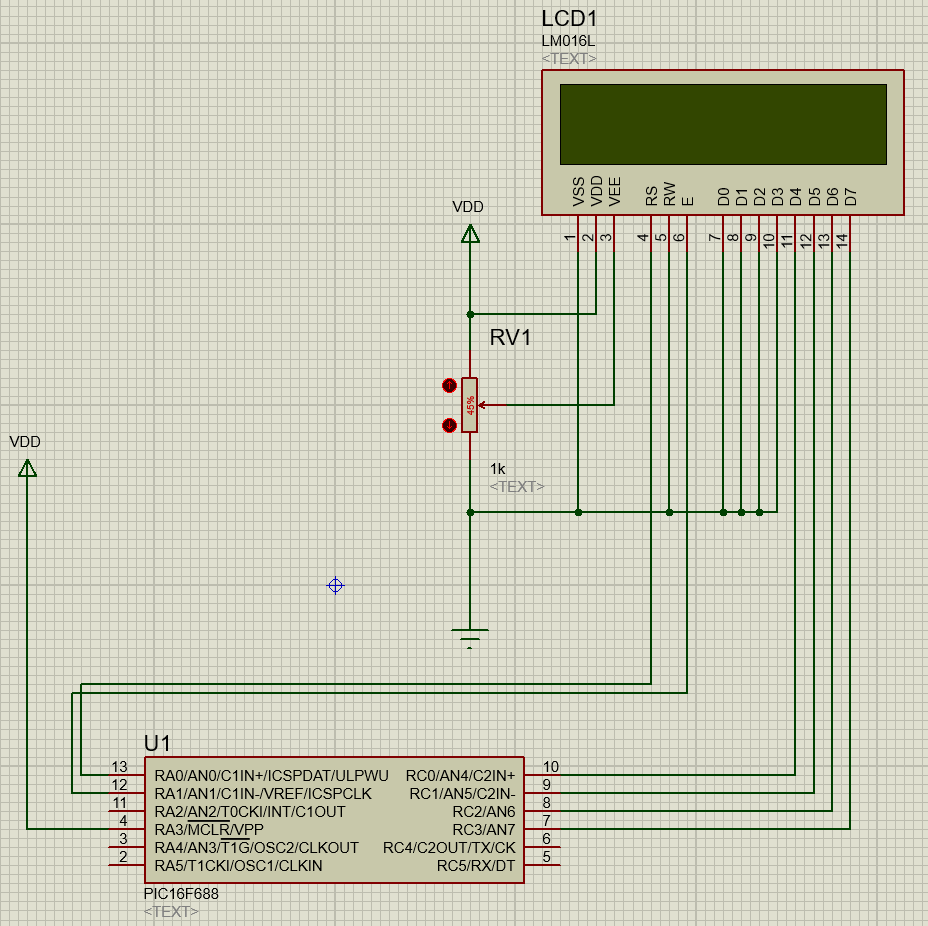 LCD1
LM016L
<TEXT>
VSS
VDD
VEE
RS
RW
E
D0
D1
D2
D3
D4
D5
D6
D7
1
2
3
4
5
6
7
8
9
10
11
12
13
14
VDD
RV1
45%
1k
<TEXT>
VDD
U1
13 RA0/AN0/C1IN+/ICSPDAT/ULPWU RC0/AN4/C2IN+ 10
12 RA1/AN1/C1IN-/VREF/ICSPCLK RC1/AN5/C2IN- 9
11 RA2/AN2/T0CKI/INT/C1OUT RC2/AN6 8
4 RA3/MCLR/VPP RC3/AN7 7
3 RA4/AN3/T1G/OSC2/CLKOUT RC4/C2OUT/TX/CK 6
2 RA5/T1CKI/OSC1/CLKIN RC5/RX/DT 5
PIC16F688
<TEXT>